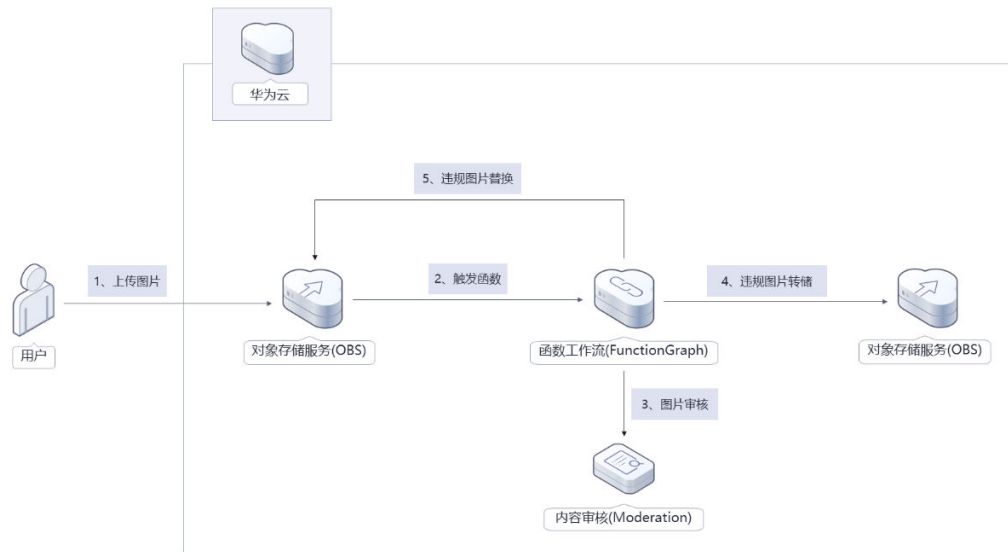 华为云
5、违规图片替换
1、上传图片
2、触发函数
4、违规图片转储
用户
对象存储服务(OBS)
函数工作流(FunctionGraph)
对象存储服务(OBS)
3、图片审核
内容审核(Moderation)